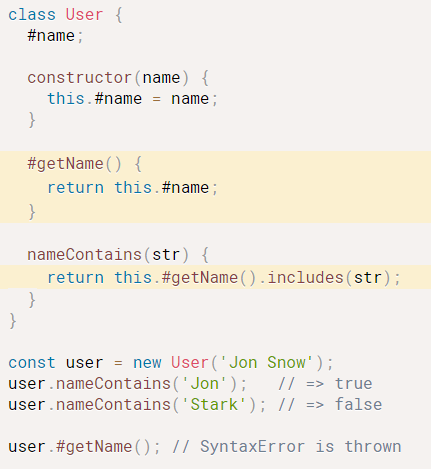 class User {
  #name;

  constructor(name) {
    this.#name = name;
  }

  #getName() {
    return this.#name;
  }

  nameContains(str) {
    return this.#getName().includes(str);
  }
}

const user = new User('Jon Snow');
user.nameContains('Jon');   // => true
user.nameContains('Stark'); // => false

user.#getName(); // SyntaxError is thrown